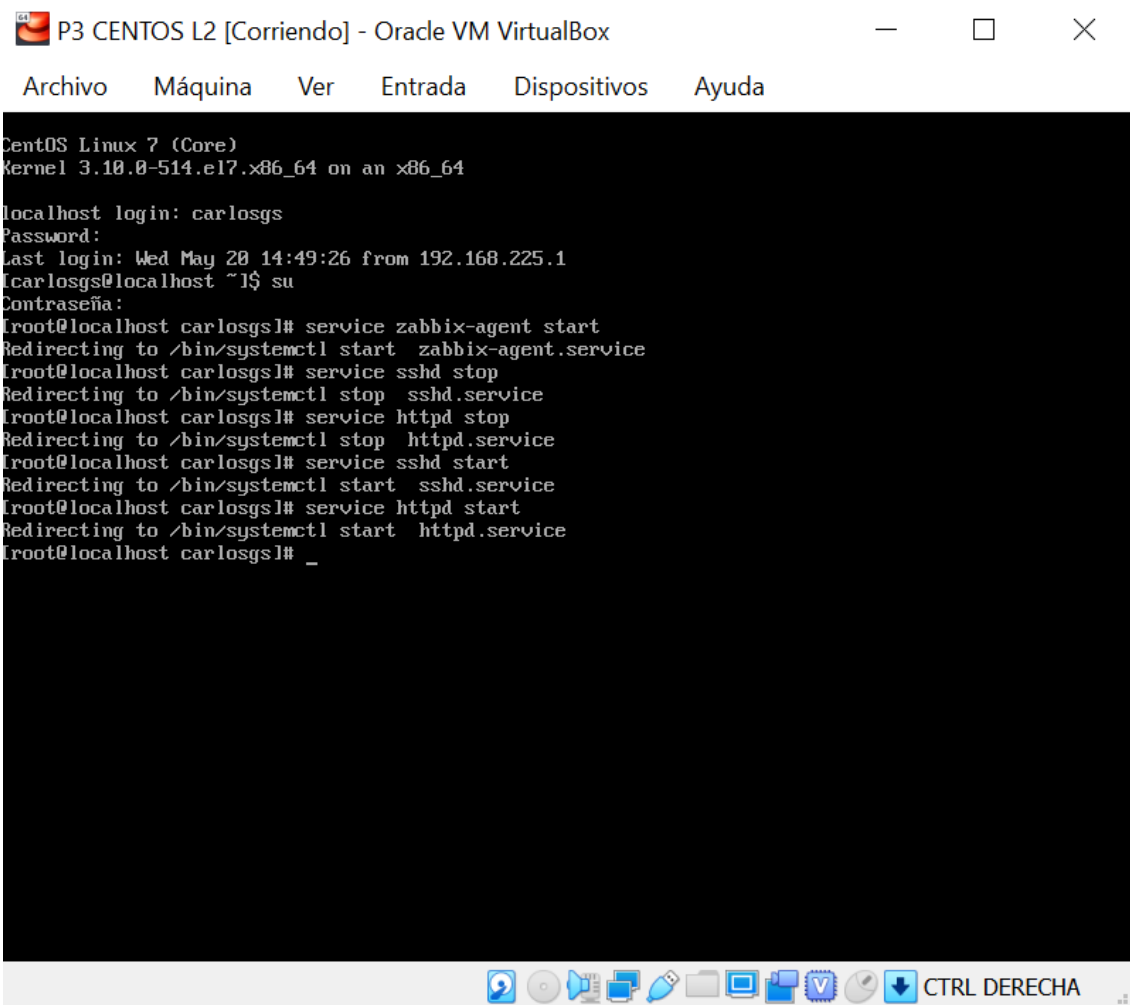 P3 CENTOS L2 [Corriendo] - Oracle VM VirtualBox
Archivo Máquina Ver Entrada Dispositivos Ayuda
CentOS Linux 7 (Core)
Kernel 3.10.0-514.el7.x86_64 on an x86_64
localhost login: carlosgs
Password:
Last login: Wed May 20 14:49:26 from 192.168.225.1
[carlosgs@localhost ~]$ su
Contraseña:
[root@localhost carlosgs]# service zabbix-agent start
Redirecting to /bin/systemctl start  zabbix-agent.service
[root@localhost carlosgs]# service sshd stop
Redirecting to /bin/systemctl stop  sshd.service
[root@localhost carlosgs]# service httpd stop
Redirecting to /bin/systemctl stop  httpd.service
[root@localhost carlosgs]# service sshd start
Redirecting to /bin/systemctl start  sshd.service
[root@localhost carlosgs]# service httpd start
Redirecting to /bin/systemctl start  httpd.service
[root@localhost carlosgs]# _
CTRL DERECHA